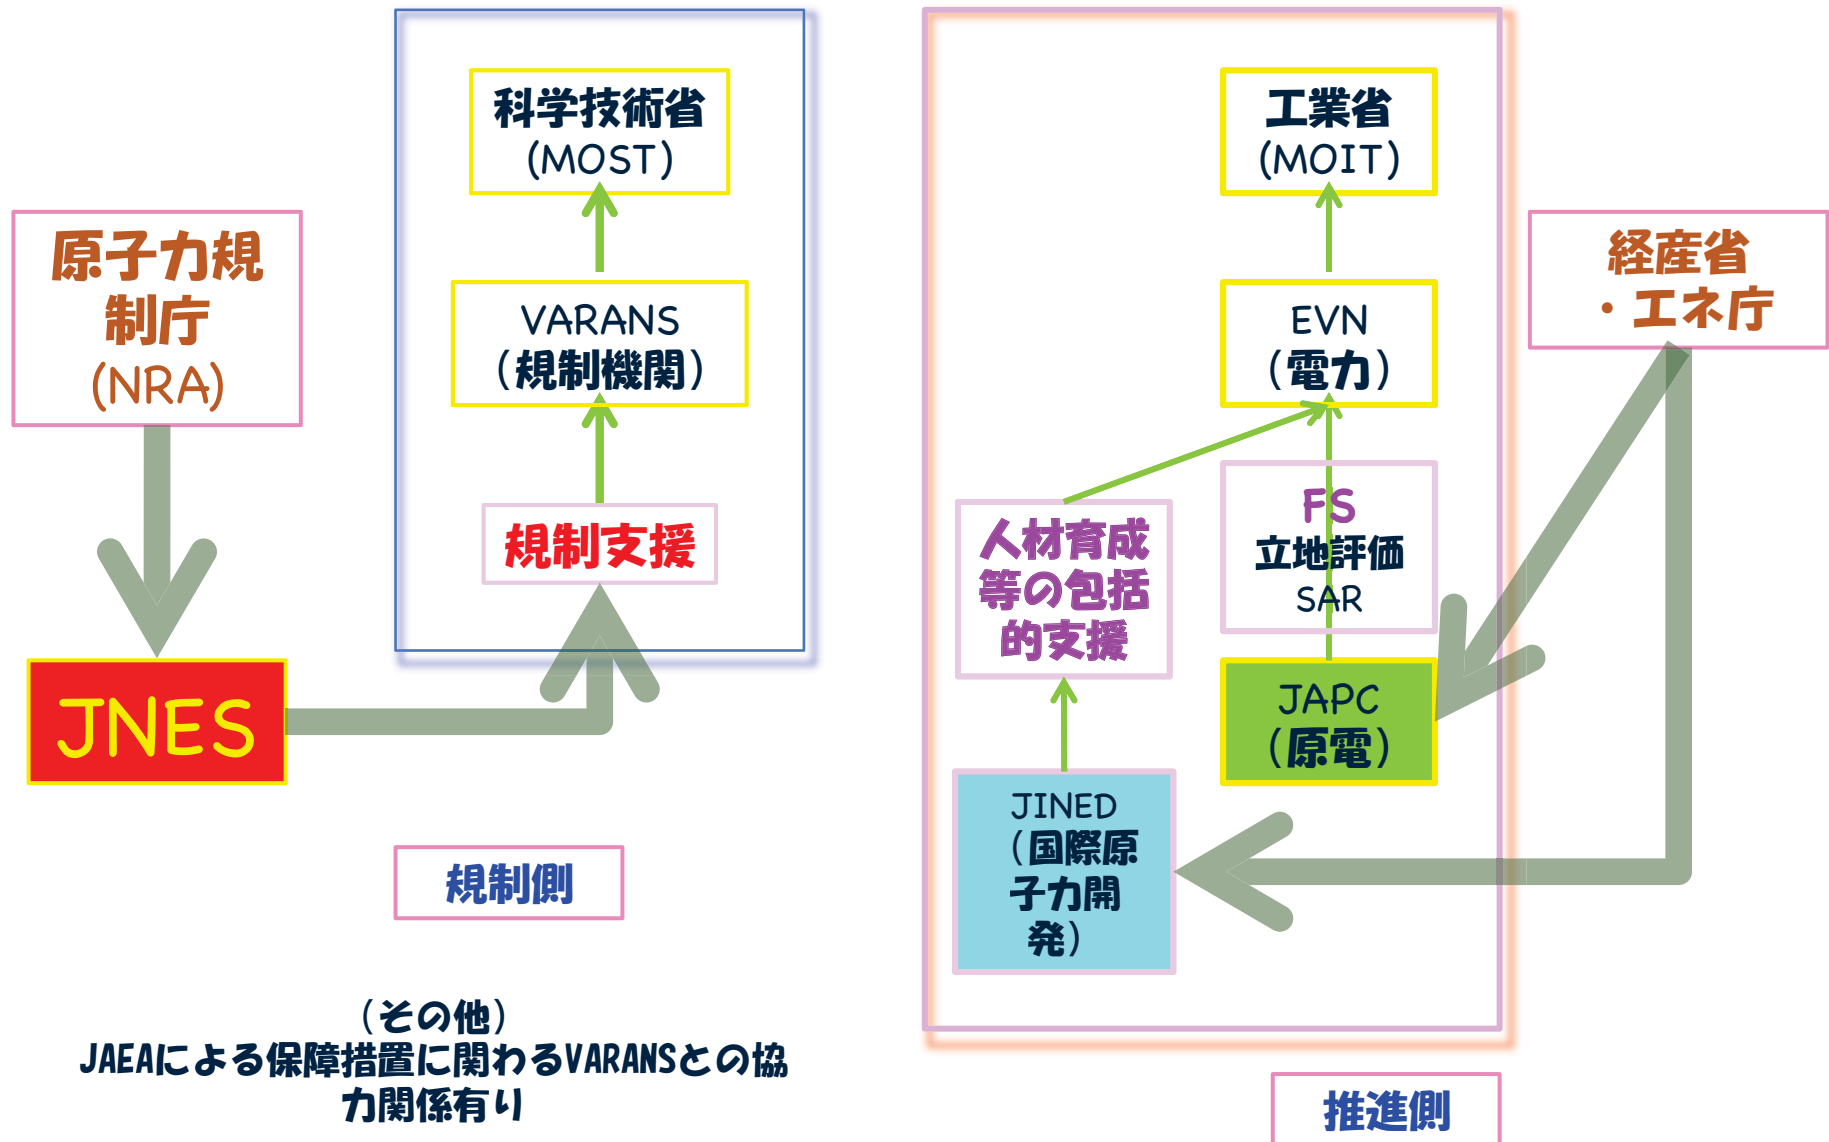 科学技術省
(MOST)
工業省
(MOIT)
原子力規
制庁
(NRA)
経産省
・エネ庁
VARANS
（規制機関）
EVN
（電力）
規制支援
人材育成
等の包括
的支援
FS
立地評価
SAR
JNES
JAPC
（原電）
JINED
（国際原
子力開
発）
規制側
（その他）
JAEAによる保障措置に関わるVARANSとの協
力関係有り
推進側